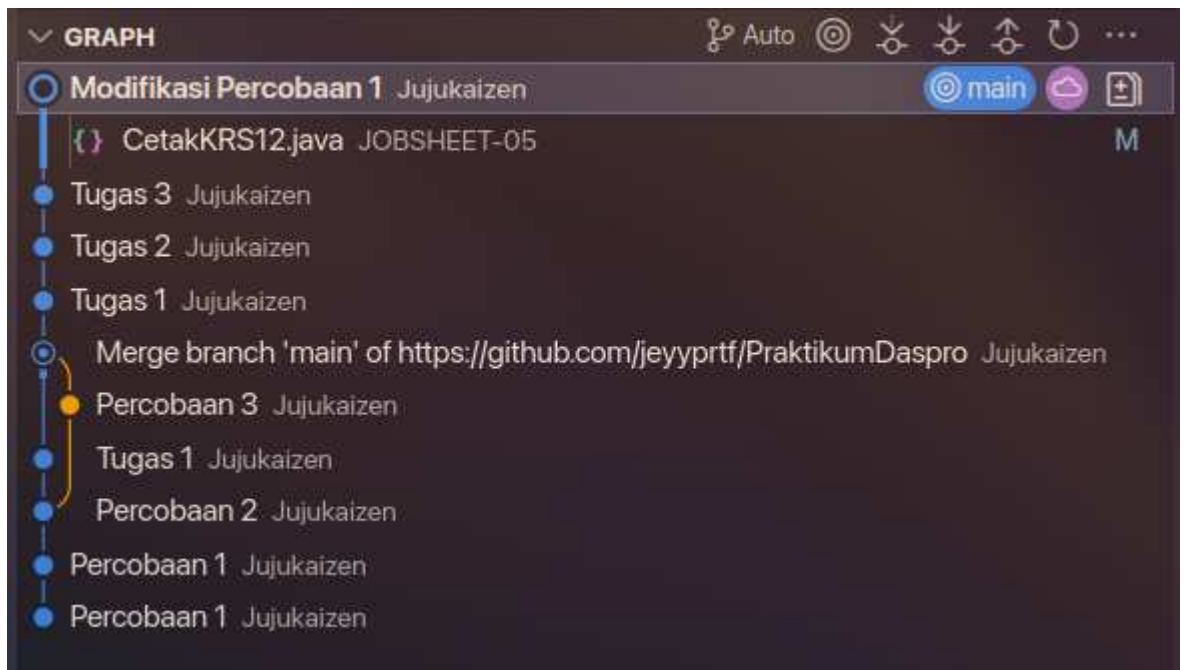 GRAPH Auto ...
Modifikasi Percobaan 1 Jujukaizen main
{} CetakKRS12.java JOBSHEET-05 M
Tugas 3 Jujukaizen
Tugas 2 Jujukaizen
Tugas 1 Jujukaizen
Merge branch 'main' of https://github.com/jeyyprtf/PraktikumDaspro Jujukaizen
Percobaan 3 Jujukaizen
Tugas 1 Jujukaizen
Percobaan 2 Jujukaizen
Percobaan 1 Jujukaizen
Percobaan 1 Jujukaizen